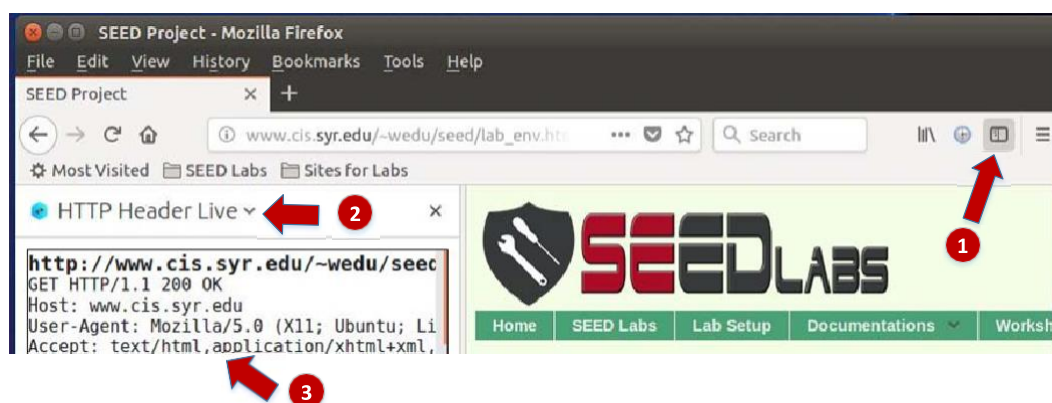 SEED Project - Mozilla Firefox
File Edit View History Bookmarks Tools Help
SEED Project × +
www.cis.syr.edu/~wedu/seed/lab_env.ht ••• Search
Most Visited SEED Labs Sites for Labs
HTTP Header Live 2 ×
1
http://www.cis.syr.edu/~wedu/seed
GET HTTP/1.1 200 OK
Host: www.cis.syr.edu
User-Agent: Mozilla/5.0 (X11; Ubuntu; Li
Accept: text/html,application/xhtml+xml,
3
SEEDLABS
Home SEED Labs Lab Setup Documentations Worksh